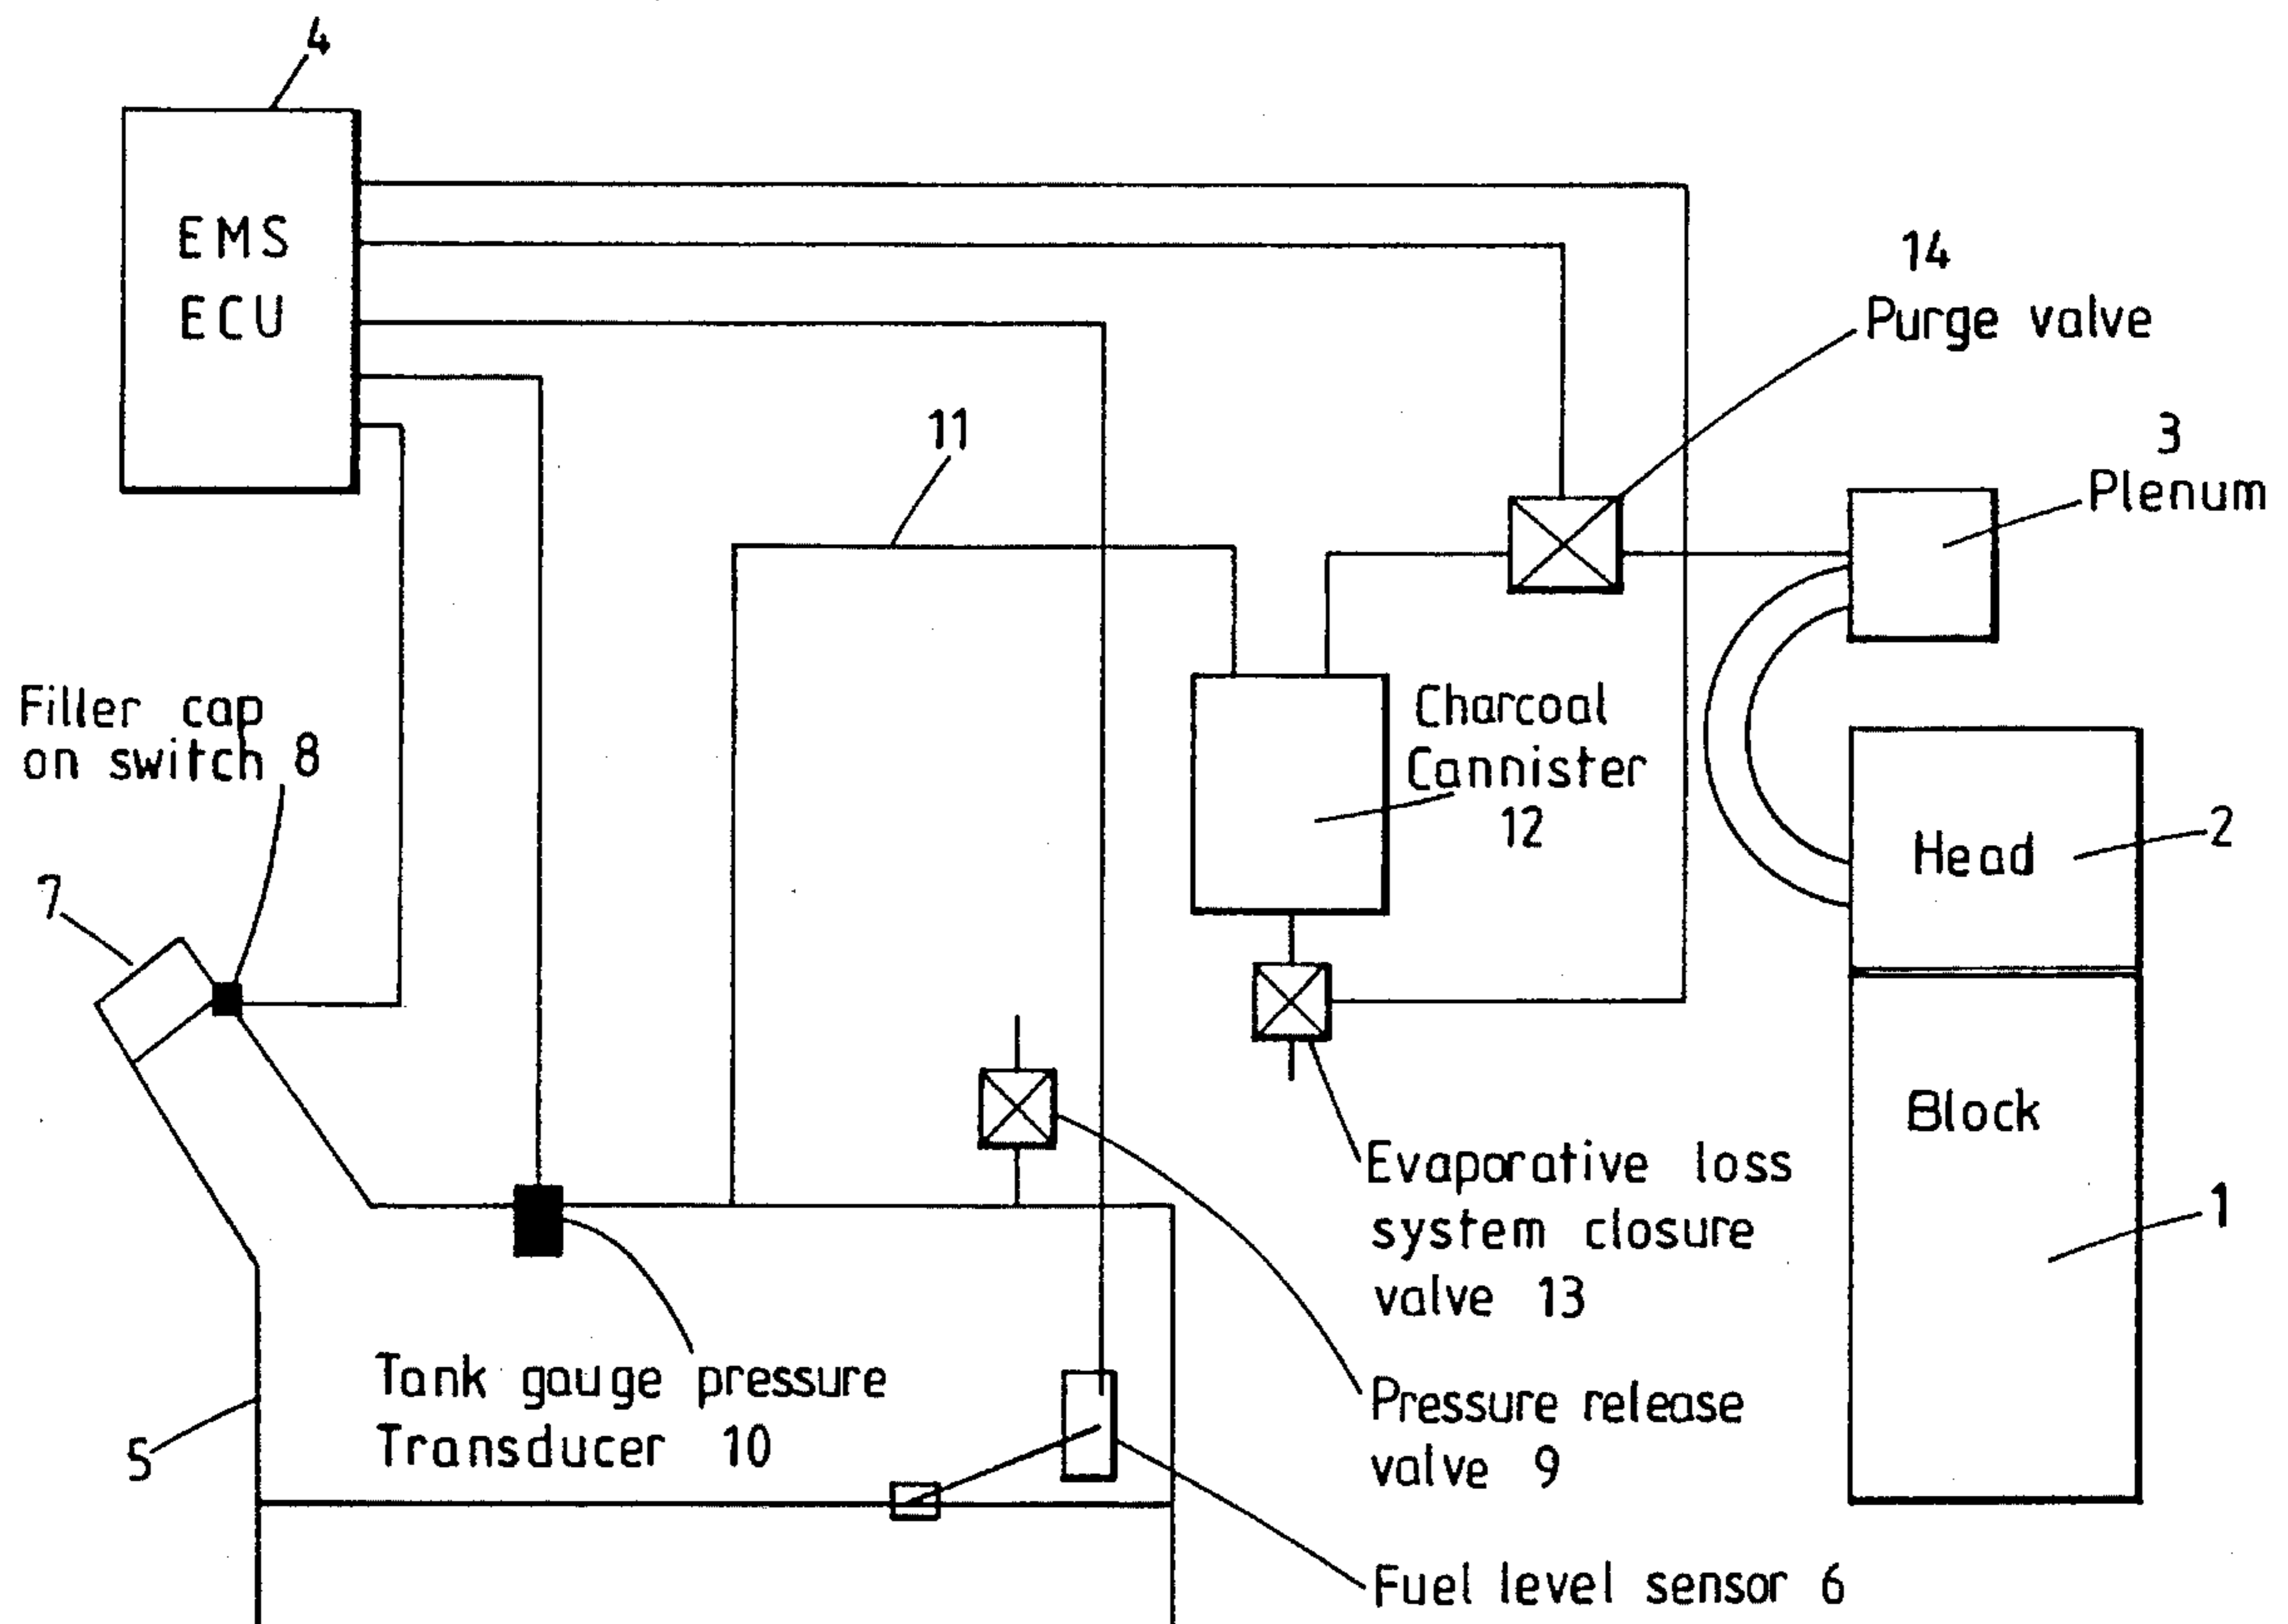 4
EMS
ECU
14
Purge valve
3
Plenum
11
Filler cap
on switch 8
Charcoal
Cannister
12
7
Head
2
Block
1
Evaporative loss
system closure
valve 13
Tank gauge pressure
Transducer 10
Pressure release
valve 9
5
Fuel level sensor 6